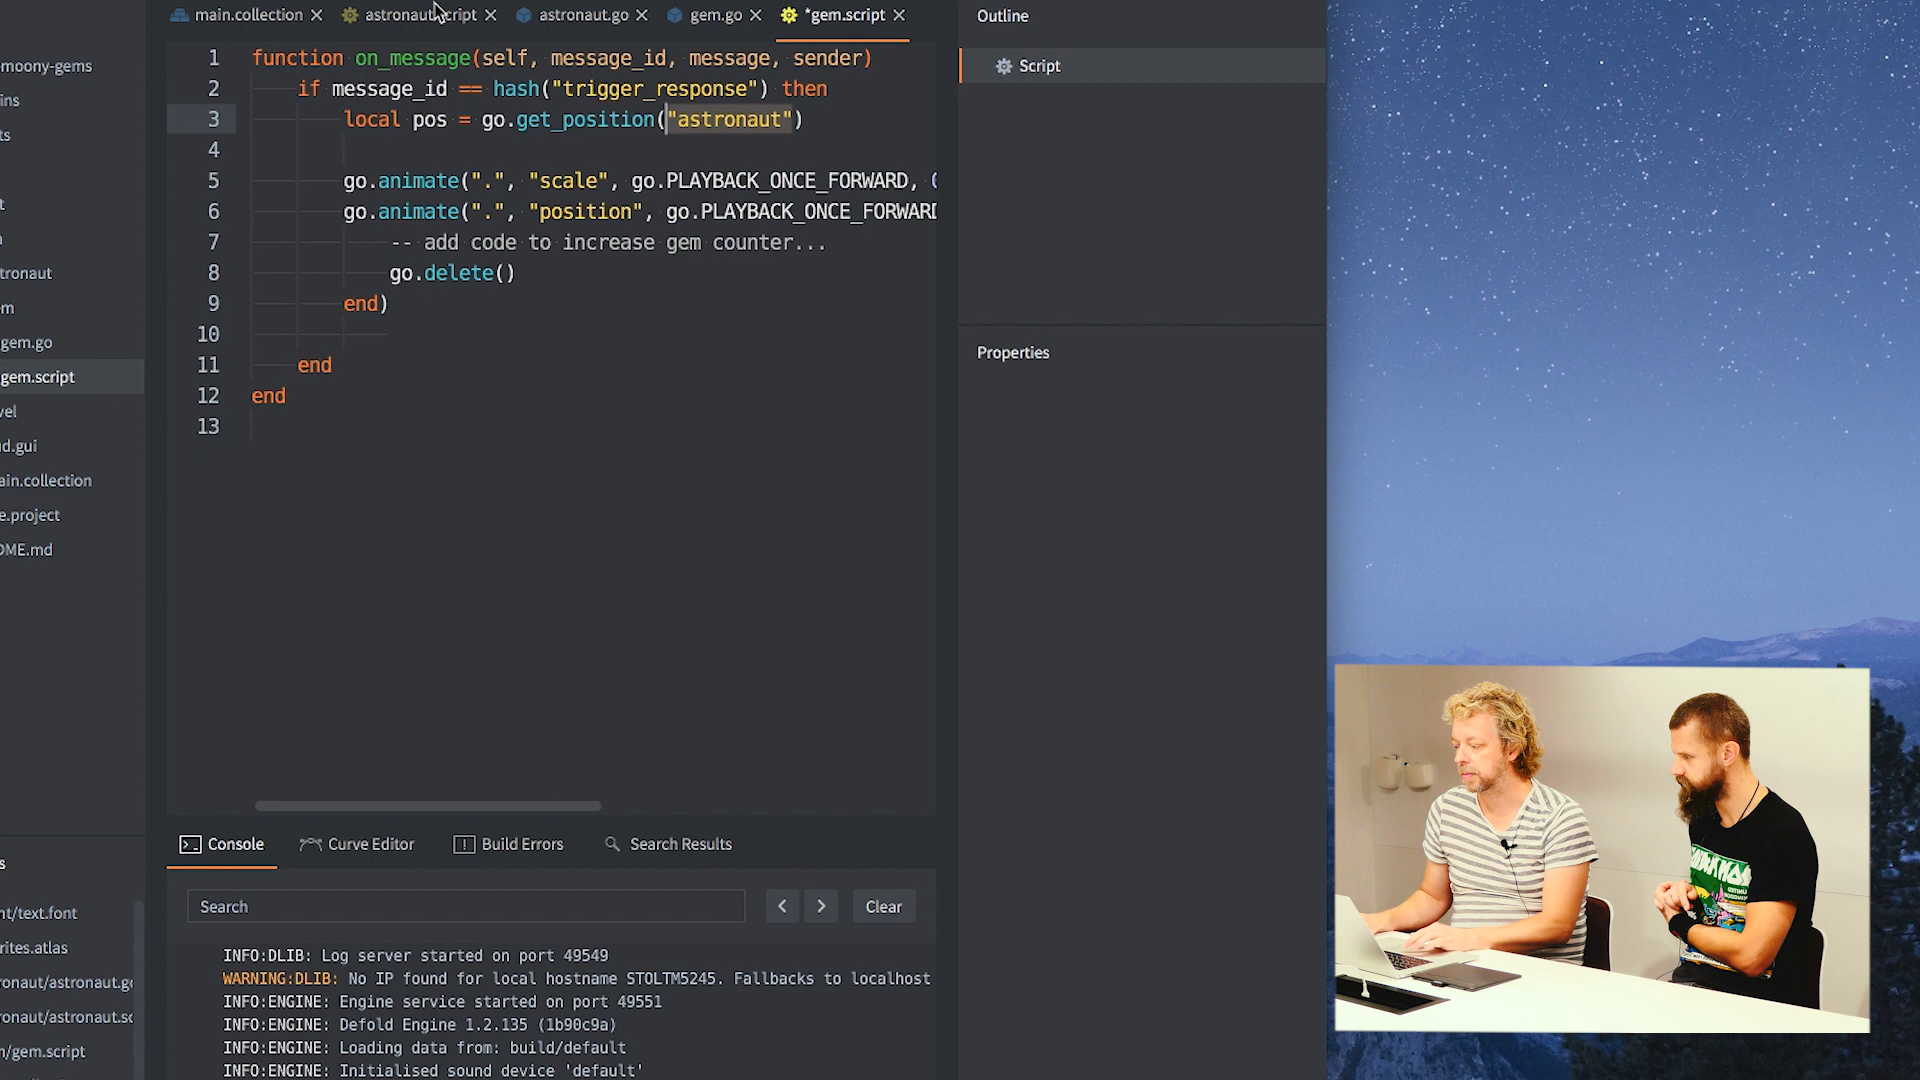 main.collection
astronaut.script
astronaut.go
gem.go
*gem.script
Outline
-moony-gems
ins
ts
t
tronaut
m
gem.go
gem.script
vel
d.gui
ain.collection
e.project
DME.md
1 function on_message(self, message_id, message, sender)
2 if message_id == hash("trigger_response") then
3 local pos = go.get_position("astronaut")
4
5 go.animate(".", "scale", go.PLAYBACK_ONCE_FORWARD,
6 go.animate(".", "position", go.PLAYBACK_ONCE_FORWARD
7 -- add code to increase gem counter...
8 go.delete()
9 end)
10
11 end
12 end
13
Script
Properties
Console
Curve Editor
Build Errors
Search Results
Search
Clear
INFO:DLIB: Log server started on port 49549
WARNING:DLIB: No IP found for local hostname STOLTM5245. Fallbacks to localhost
INFO:ENGINE: Engine service started on port 49551
INFO:ENGINE: Defold Engine 1.2.135 (1b90c9a)
INFO:ENGINE: Loading data from: build/default
INFO:ENGINE: Initialised sound device 'default'
s
nt/text.font
rites.atlas
ronaut/astronaut.go
ronaut/astronaut.sc
n/gem.script